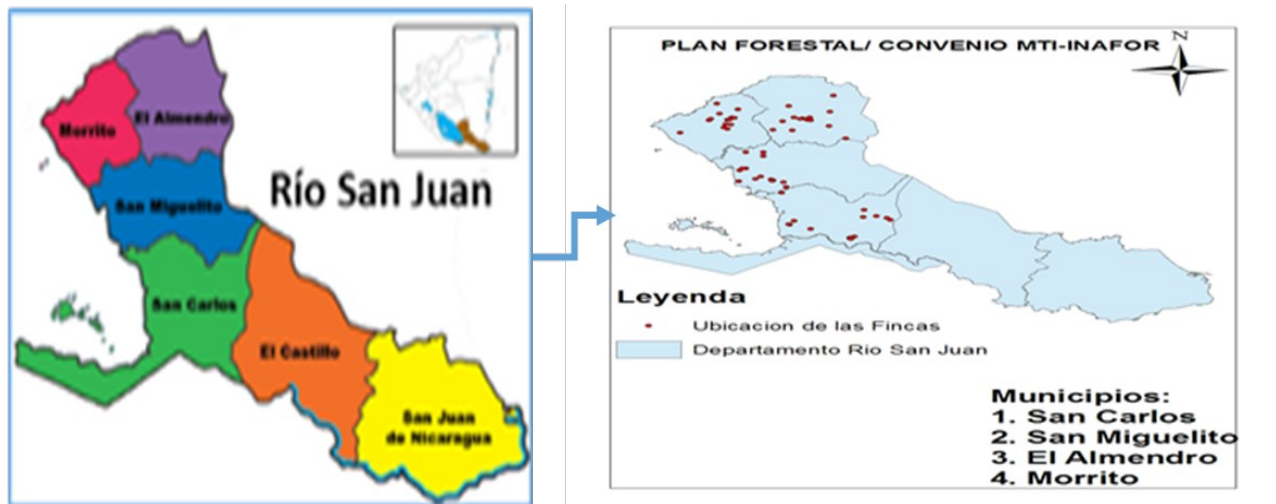 Morrito
El Almendro
San Miguelito
Río San Juan
San Carlos
El Castillo
San Juan
de Nicaragua
PLAN FORESTAL/ CONVENIO MTI-INAFOR
N
Leyenda
Ubicacion de las Fincas
Departamento Rio San Juan
Municipios:
1. San Carlos
2. San Miguelito
3. El Almendro
4. Morrito